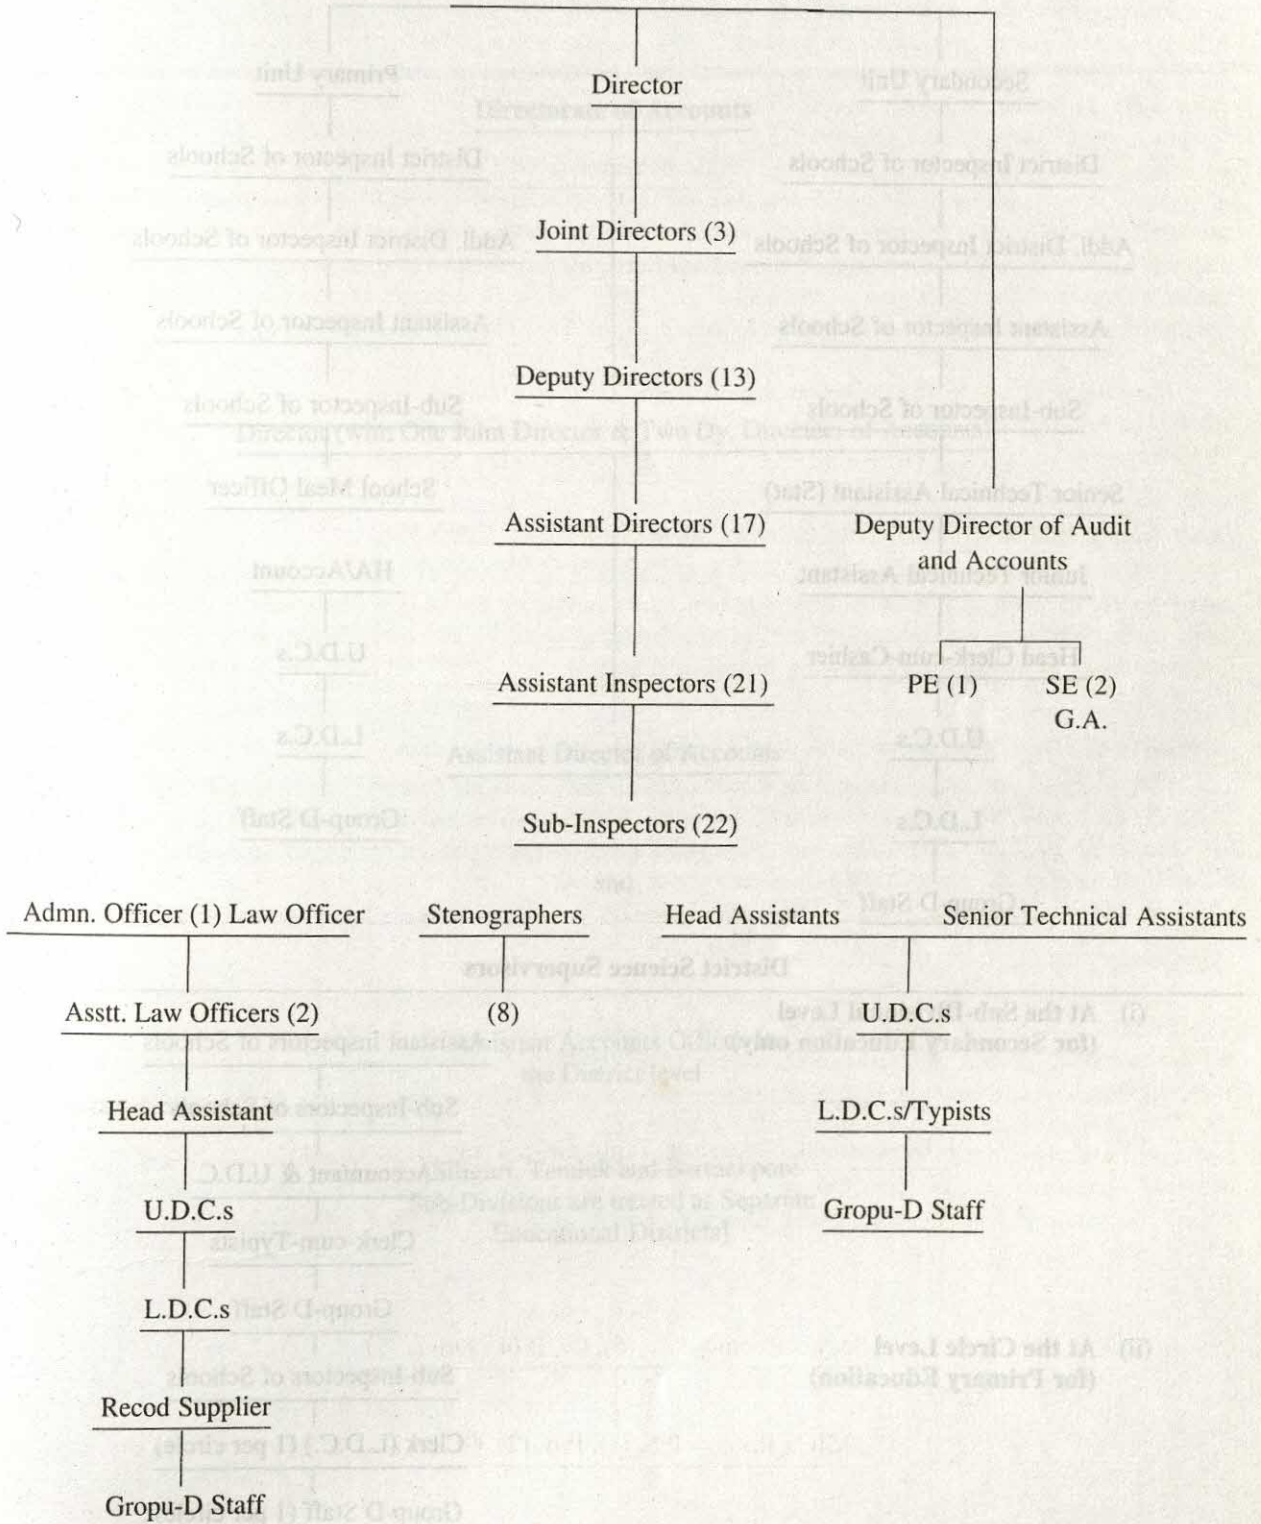 Director
Joint Directors (3)
Deputy Directors (13)
Assistant Directors (17)
Deputy Director of Audit
and Accounts
Assistant Inspectors (21)
PE (1) SE (2)
G.A.
Sub-Inspectors (22)
Admn. Officer (1) Law Officer Stenographers Head Assistants Senior Technical Assistants
Asstt. Law Officers (2) (8) U.D.C.s
Head Assistant L.D.C.s/Typists
U.D.C.s Gropu-D Staff
L.D.C.s
Recod Supplier
Gropu-D Staff